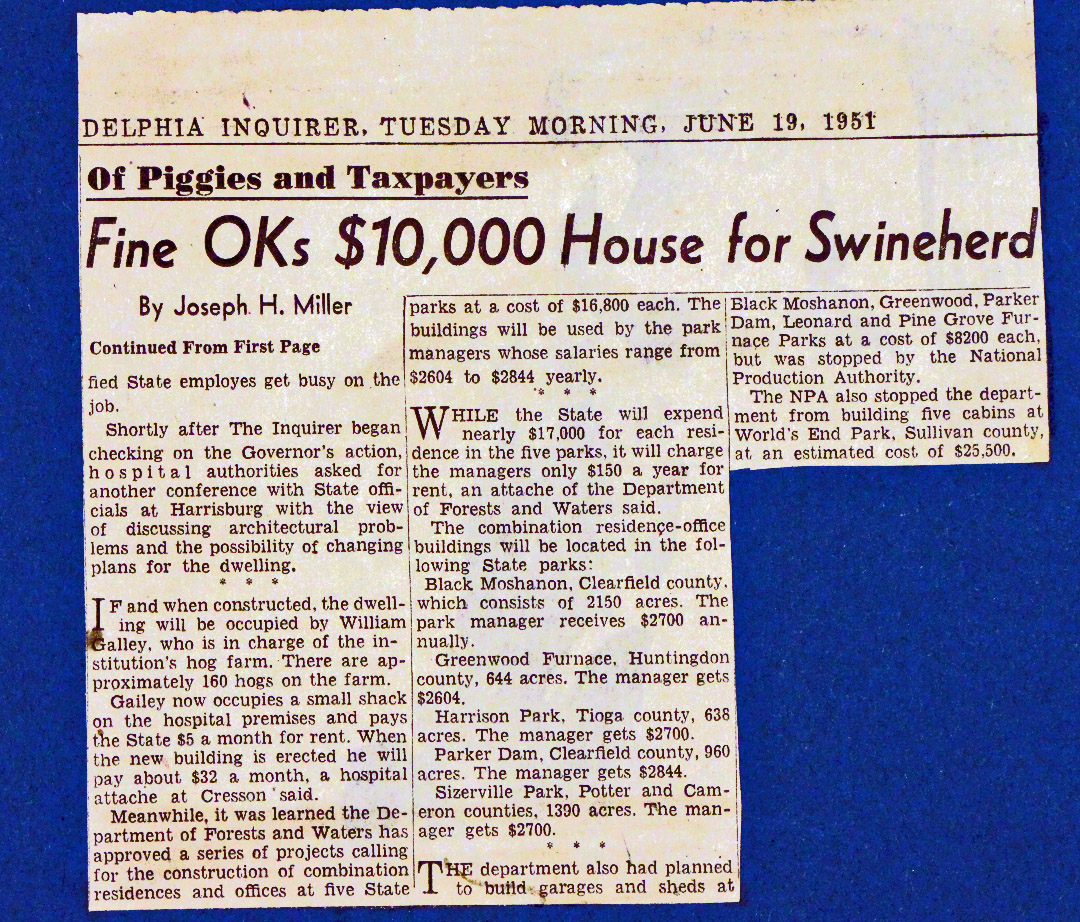 DELPHIA INQUIRER, TUESDAY MORNING, JUNE 19, 1951
Of Piggies and Taxpayers
Fine OKs $10,000 House for Swineherd
By Joseph H. Miller
Continued From First Page
fied State employes get busy on the
job.
Shortly after The Inquirer began
checking on the Governor's action,
hospital authorities asked for
another conference with State offi-
cials at Harrisburg with the view
of discussing architectural prob-
lems and the possibility of changing
plans for the dwelling.
* * *
IF and when constructed, the dwell-
ing will be occupied by William
Galley, who is in charge of the in-
stitution's hog farm. There are ap-
proximately 160 hogs on the farm.
Gailey now occupies a small shack
on the hospital premises and pays
the State $5 a month for rent. When
the new building is erected he will
pay about $32 a month, a hospital
attache at Cresson said.
Meanwhile, it was learned the De-
partment of Forests and Waters has
approved a series of projects calling
for the construction of combination
residences and offices at five State
parks at a cost of $16,800 each. The
buildings will be used by the park
managers whose salaries range from
$2604 to $2844 yearly.
* * *
WHILE the State will expend
nearly $17,000 for each resi-
dence in the five parks, it will charge
the managers only $150 a year for
rent, an attache of the Department
of Forests and Waters said.
The combination residence-office
buildings will be located in the fol-
lowing State parks:
Black Moshanon, Clearfield county,
which consists of 2150 acres. The
park manager receives $2700 an-
nually.
Greenwood Furnace, Huntingdon
county, 644 acres. The manager gets
$2604.
Harrison Park, Tioga county, 638
acres. The manager gets $2700.
Parker Dam, Clearfield county, 960
acres. The manager gets $2844.
Sizerville Park, Potter and Cam-
eron counties, 1390 acres. The man-
ager gets $2700.
* * *
THE department also had planned
to build garages and sheds at
Black Moshanon, Greenwood, Parker
Dam, Leonard and Pine Grove Fur-
nace Parks at a cost of $8200 each,
but was stopped by the National
Production Authority.
The NPA also stopped the depart-
ment from building five cabins at
World's End Park, Sullivan county,
at an estimated cost of $25,500.